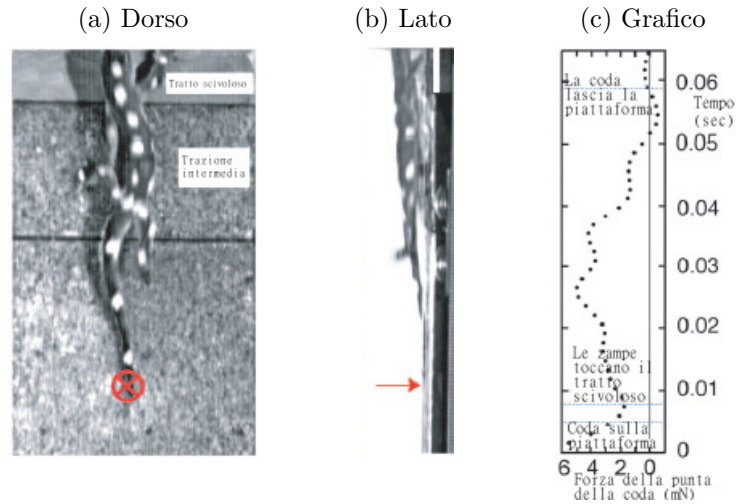 (a) Dorso
(b) Lato
(c) Grafico
Tratto scivoloso
Trazione
intermedia
La coda
lascia la
piattaforma
Tempo
(sec)
0.06
0.05
0.04
0.03
0.02
0.01
0
Le zampe
toccano il
tratto
scivoloso
Coda sulla
piattaforma
6 4 2 0
Forza della punta
della coda (mN)